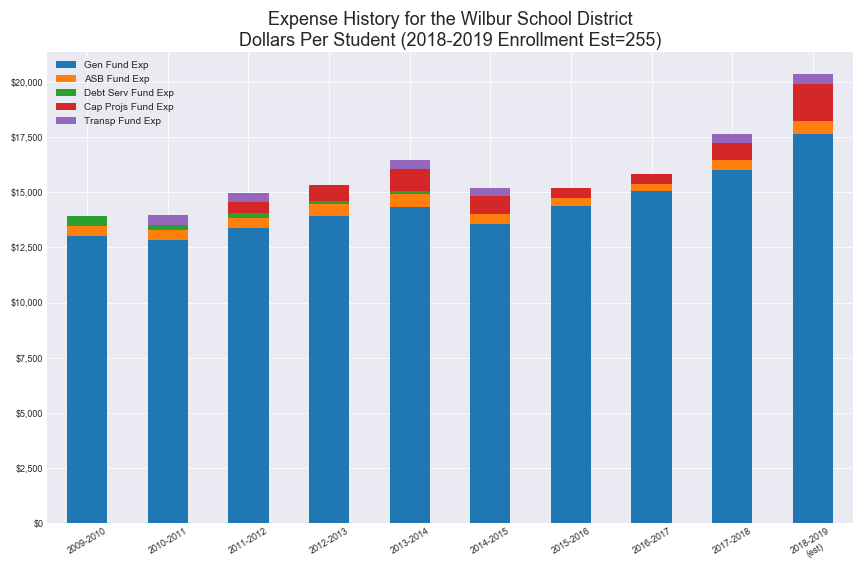 Expense History for the Wilbur School District
Dollars Per Student (2018-2019 Enrollment Est=255)
Gen Fund Exp
ASB Fund Exp
Debt Serv Fund Exp
Cap Projs Fund Exp
Transp Fund Exp
$20,000
$17,500
$15,000
$12,500
$10,000
$7,500
$5,000
$2,500
$0
2009-2010
2010-2011
2011-2012
2012-2013
2013-2014
2014-2015
2015-2016
2016-2017
2017-2018
2018-2019
(est)